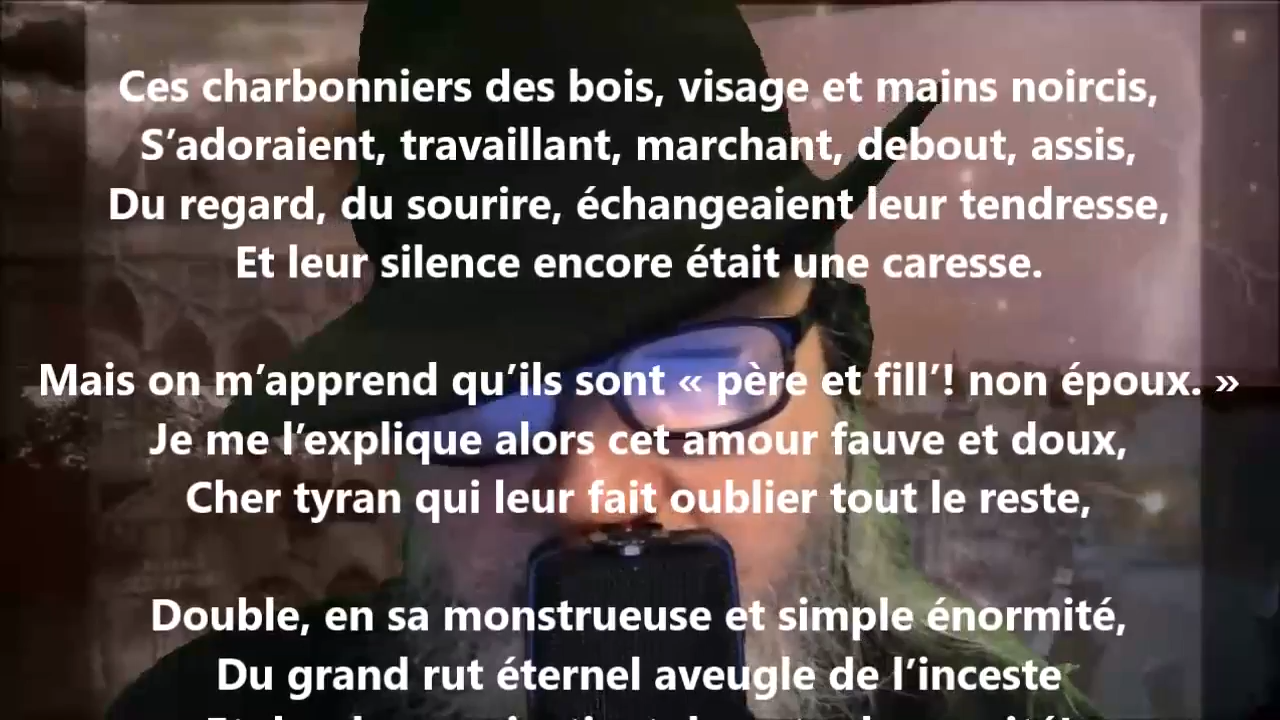 Ces charbonniers des bois, visage et mains noircis,
S’adoraient, travaillant, marchant, debout, assis,
Du regard, du sourire, échangeaient leur tendresse,
Et leur silence encore était une caresse.
Mais on m’apprend qu’ils sont « père et fill’! non époux. »
Je me l’explique alors cet amour fauve et doux,
Cher tyran qui leur fait oublier tout le reste,
Double, en sa monstrueuse et simple énormité,
Du grand rut éternel aveugle de l’inceste